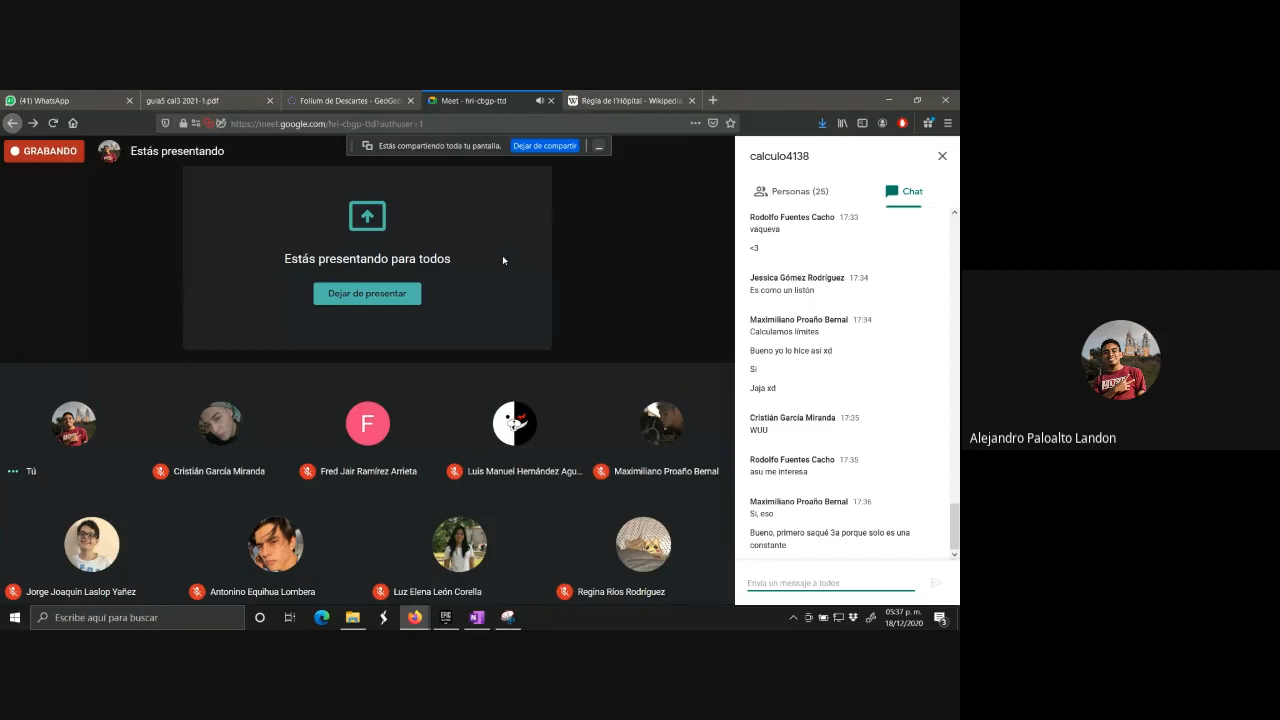 (41) WhatsApp
guia5 cal3 2021-1.pdf
Folium de Descartes - GeoGeb
Meet - hri-cbgp-ttd
Regla de l'Hôpital - Wikipedia
https://meet.google.com/hri-cbgp-ttd?authuser=1
GRABANDO
Estás presentando
Estás compartiendo toda tu pantalla.
Dejar de compartir
Estás presentando para todos
Dejar de presentar
calculo4138
Personas (25)
Chat
Rodolfo Fuentes Cacho 17:33
vaqueva
<3
Jessica Gómez Rodríguez 17:34
Es como un listón
Maximiliano Proaño Bernal 17:34
Calculamos límites
Bueno yo lo hice así xd
Si
Jaja xd
Cristián García Miranda 17:35
WUU
Rodolfo Fuentes Cacho 17:35
asu me interesa
Maximiliano Proaño Bernal 17:36
Si, eso
Bueno, primero saqué 3a porque solo es una
constante
Envía un mensaje a todos
F
Tú
Cristián García Miranda
Fred Jair Ramírez Arrieta
Luis Manuel Hernández Agu...
Maximiliano Proaño Bernal
Jorge Joaquin Laslop Yañez
Antonino Equihua Lombera
Luz Elena León Corella
Regina Ríos Rodríguez
Alejandro Paloalto Landon
Escribe aquí para buscar
EPIC
05:37 p. m.
18/12/2020
3